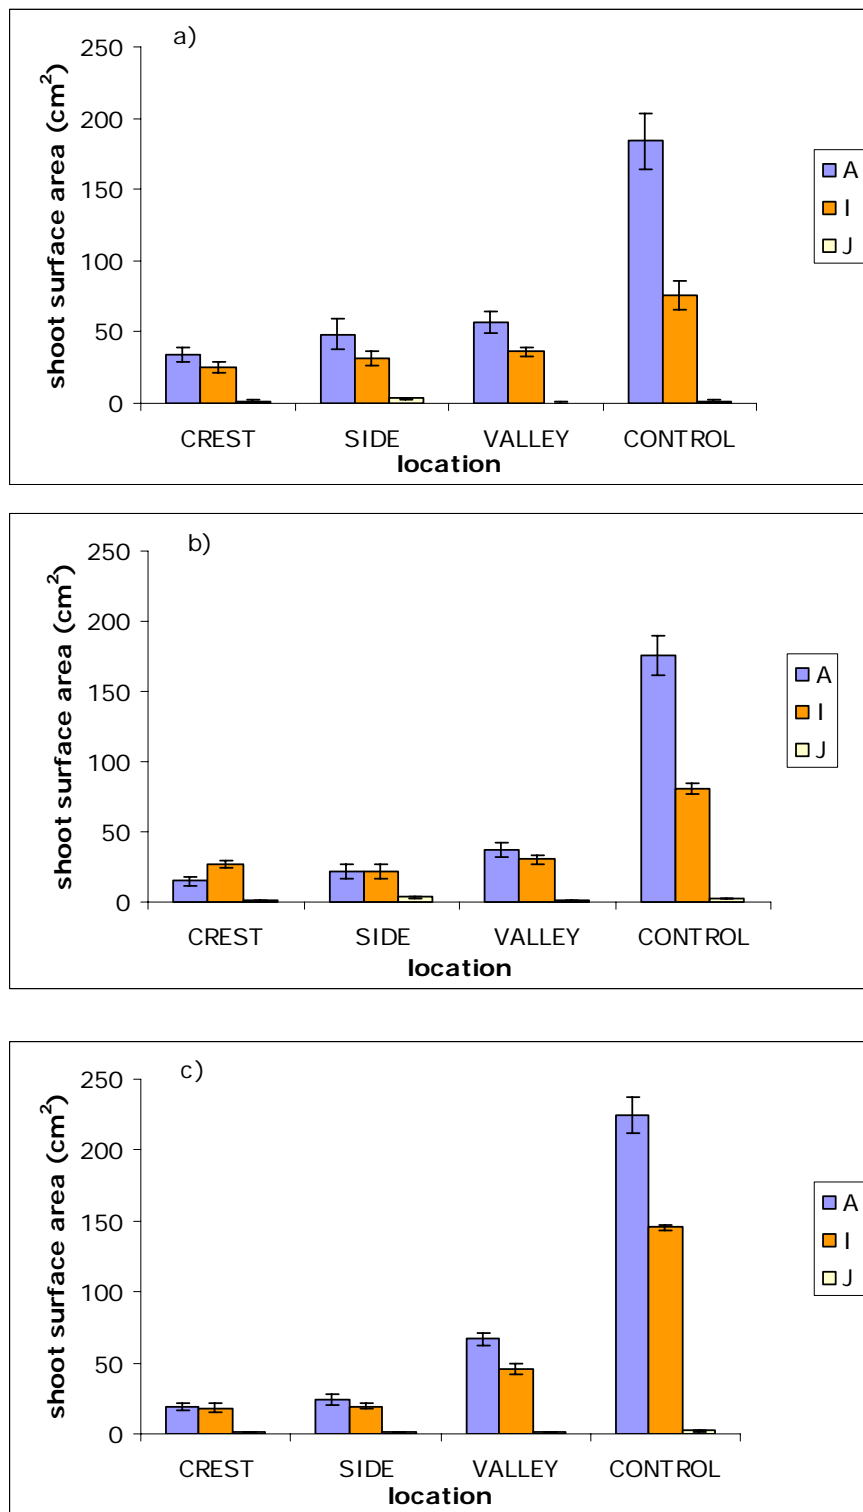 a)
shoot surface area (cm²)
250
200
150
100
50
0
CREST SIDE VALLEY CONTROL
location
A
I
J
b)
shoot surface area (cm²)
250
200
150
100
50
0
CREST SIDE VALLEY CONTROL
location
A
I
J
c)
shoot surface area (cm²)
250
200
150
100
50
0
CREST SIDE VALLEY CONTROL
location
A
I
J